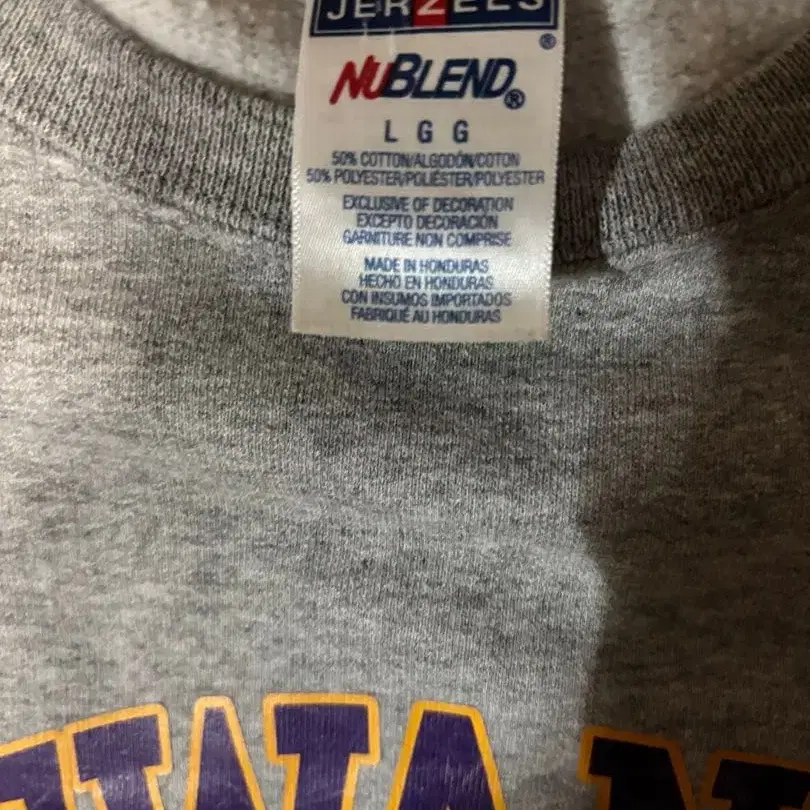 JERZEES
®
NUBLEND®
L G G
50% COTTON/ALGODÓN/COTON
50% POLYESTER/POLIÉSTER/POLYESTER
EXCLUSIVE OF DECORATION
EXCEPTO DECORACIÓN
GARNITURE NON COMPRISE
MADE IN HONDURAS
HECHO EN HONDURAS
CON INSUMOS IMPORTADOS
FABRIQUÉ AU HONDURAS